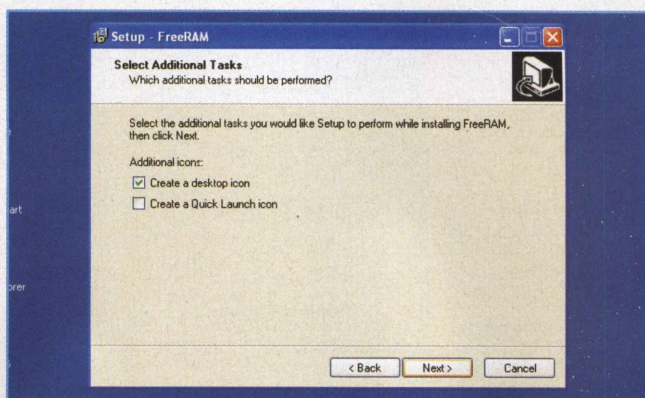 Setup - FreeRAM
Select Additional Tasks
Which additional tasks should be performed?
Select the additional tasks you would like Setup to perform while installing FreeRAM,
then click Next.
Additional icons:
Create a desktop icon
Create a Quick Launch icon
art
orer
< Back
Next >
Cancel